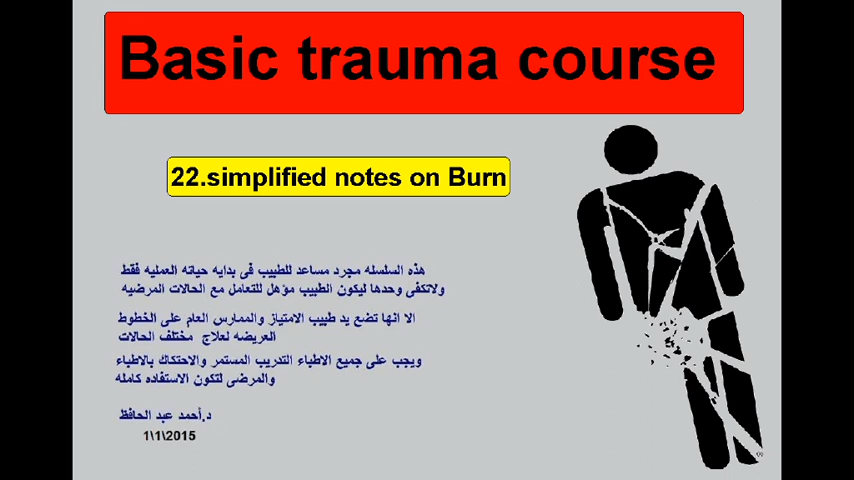 Basic trauma course
22.simplified notes on Burn
هذه السلسله مجرد مساعد للطبيب فى بدايه حياته العمليه فقط
ولاتكفى وحدها ليكون الطبيب مؤهل للتعامل مع الحالات المرضيه
الا انها تضع يد طبيب الامتياز والممارس العام على الخطوط
العريضه لعلاج مختلف الحالات
ويجب على جميع الاطباء التدريب المستمر والاحتكاك بالاطباء
والمرضى لتكون الاستفاده كامله
د.أحمد عبد الحافظ
1\1\2015